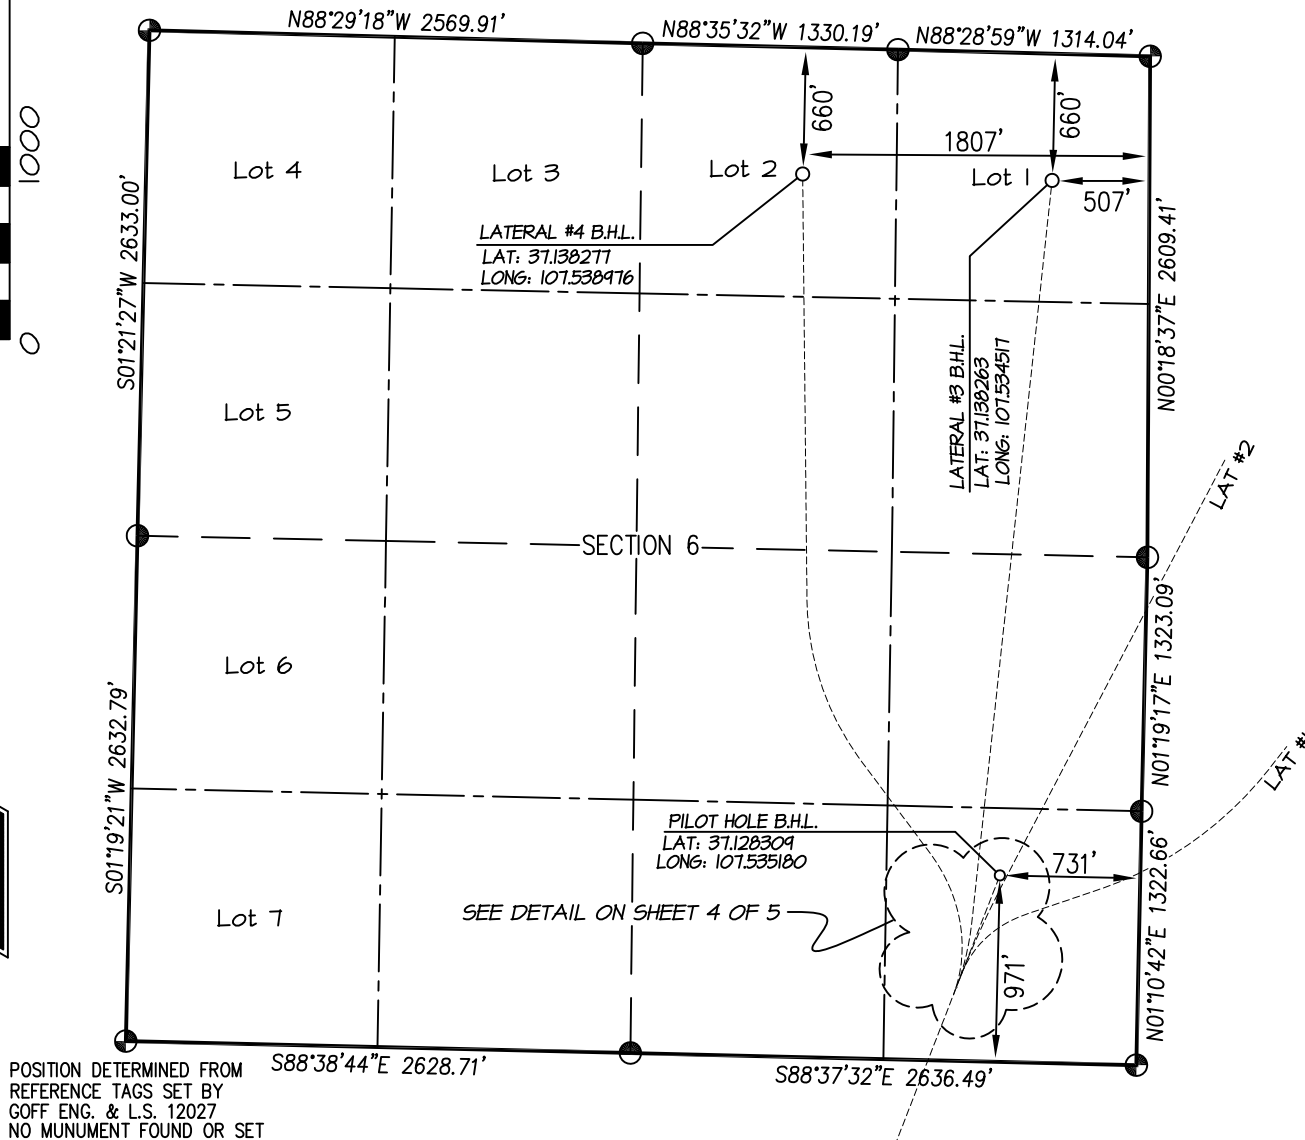 N88°29'18"W 2569.91'
N88°35'32"W 1330.19'
N88°28'59"W 1314.04'
660'
660'
1807'
507'
1000
0
Lot 4
Lot 3
Lot 2
Lot 1
LATERAL #4 B.H.L.
LAT: 37.138277
LONG: 107.538976
S01°21'27"W 2633.00'
N00°18'37"E 2609.41'
LATERAL #3 B.H.L.
LAT: 37.138263
LONG: 107.534517
Lot 5
LAT #2
SECTION 6
N01°19'17"E 1323.09'
Lot 6
S01°19'21"W 2632.79'
LAT
PILOT HOLE B.H.L.
LAT: 37.128309
LONG: 107.535180
731'
SEE DETAIL ON SHEET 4 OF 5
Lot 7
971'
N01°10'42"E 1322.66'
S88°38'44"E 2628.71'
S88°37'32"E 2636.49'
POSITION DETERMINED FROM
REFERENCE TAGS SET BY
GOFF ENG. & L.S. 12027
NO MUNUMENT FOUND OR SET